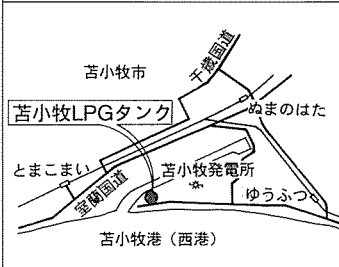 苫小牧市
千歳国道
ぬまのはた
苫小牧LPGタンク
とまこまい
室蘭国道
苫小牧発電所
ゆうふつ
苫小牧港（西港）